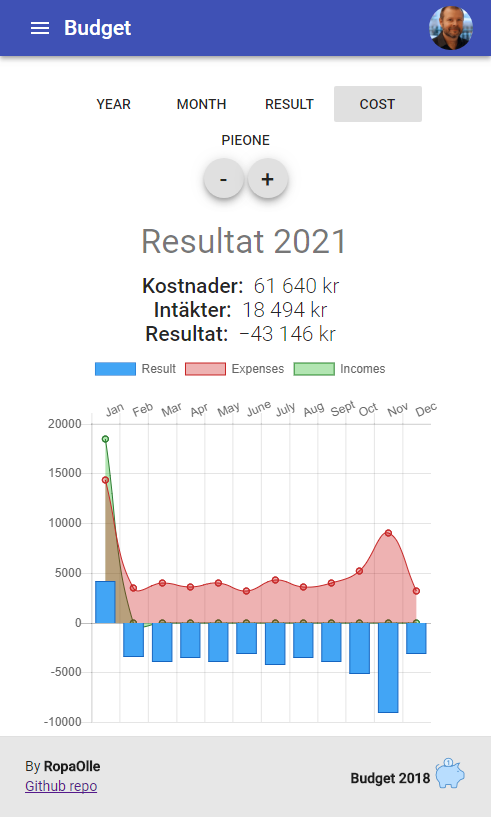 Budget
YEAR MONTH RESULT COST
PIEONE
- +
Resultat 2021
Kostnader: 61 640 kr
Intäkter: 18 494 kr
Resultat: −43 146 kr
Result Expenses Incomes
Jan Feb Mar Apr May June July Aug Sept Oct Nov Dec
20000
15000
10000
5000
0
-5000
-10000
By RopaOlle
Github repo
Budget 2018